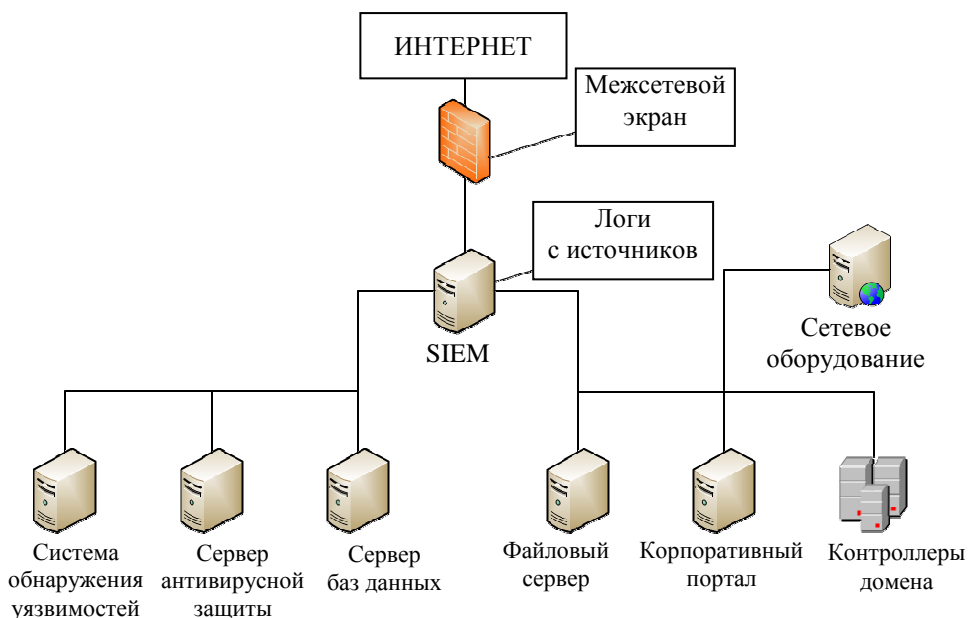 ИНТЕРНЕТ
Межсетевой
экран
Логи
с источников
SIEM
Сетевое
оборудование
Система
обнаружения
уязвимостей
Сервер
антивирусной
защиты
Сервер
баз данных
Файловый
сервер
Корпоративный
портал
Контроллеры
домена